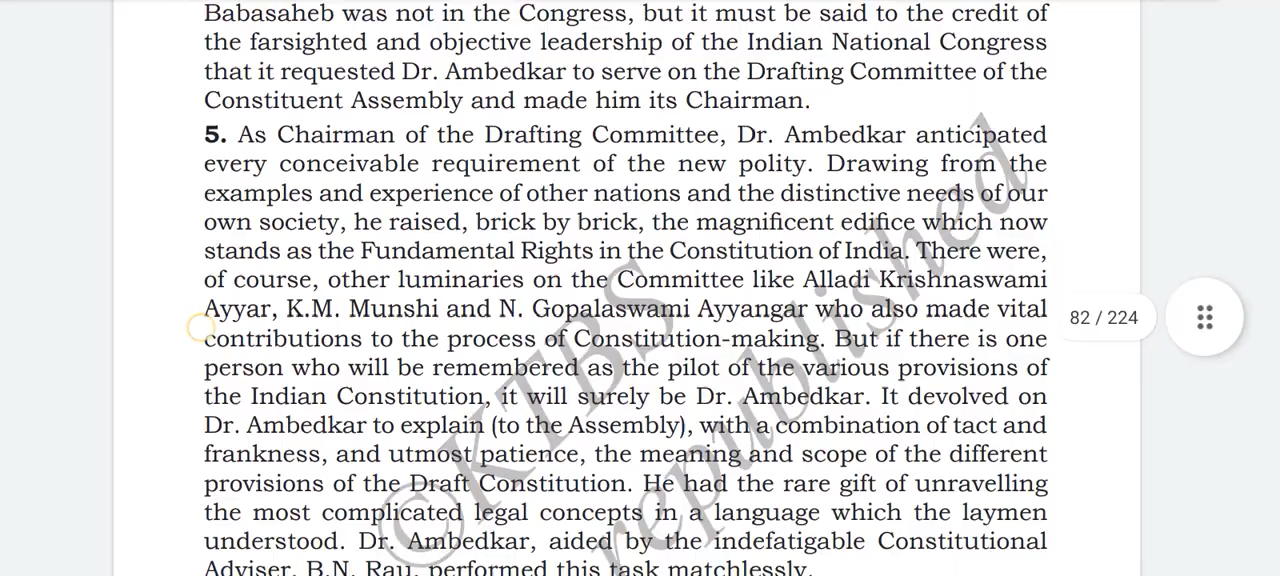 Babasaheb was not in the Congress, but it must be said to the credit of
the farsighted and objective leadership of the Indian National Congress
that it requested Dr. Ambedkar to serve on the Drafting Committee of the
Constituent Assembly and made him its Chairman.
5. As Chairman of the Drafting Committee, Dr. Ambedkar anticipated
every conceivable requirement of the new polity. Drawing from the
examples and experience of other nations and the distinctive needs of our
own society, he raised, brick by brick, the magnificent edifice which now
stands as the Fundamental Rights in the Constitution of India. There were,
of course, other luminaries on the Committee like Alladi Krishnaswami
Ayyar, K.M. Munshi and N. Gopalaswami Ayyangar who also made vital
contributions to the process of Constitution-making. But if there is one
person who will be remembered as the pilot of the various provisions of
the Indian Constitution, it will surely be Dr. Ambedkar. It devolved on
Dr. Ambedkar to explain (to the Assembly), with a combination of tact and
frankness, and utmost patience, the meaning and scope of the different
provisions of the Draft Constitution. He had the rare gift of unravelling
the most complicated legal concepts in a language which the laymen
understood. Dr. Ambedkar, aided by the indefatigable Constitutional
Adviser, B.N. Rau, performed this task matchlessly.
82 / 224
©KTBS
republished